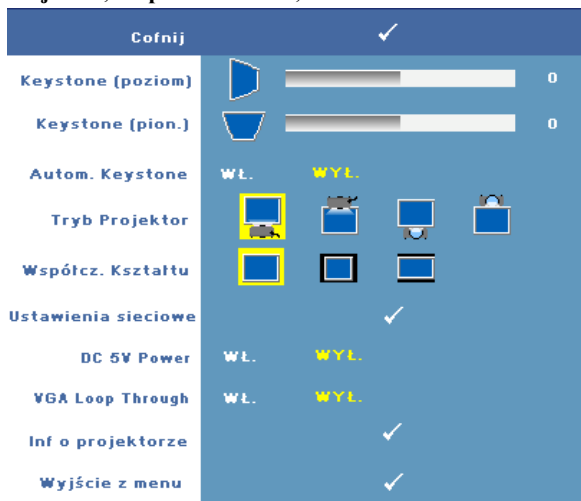 Cofnij
Keystone (poziom) 0
Keystone (pion.) 0
Autom. Keystone WŁ. WYŁ.
Tryb Projektor
Współcz. Kształtu
Ustawienia sieciowe
DC 5V Power WŁ. WYŁ.
VGA Loop Through WŁ. WYŁ.
Inf o projektorze
Wyjście z menu